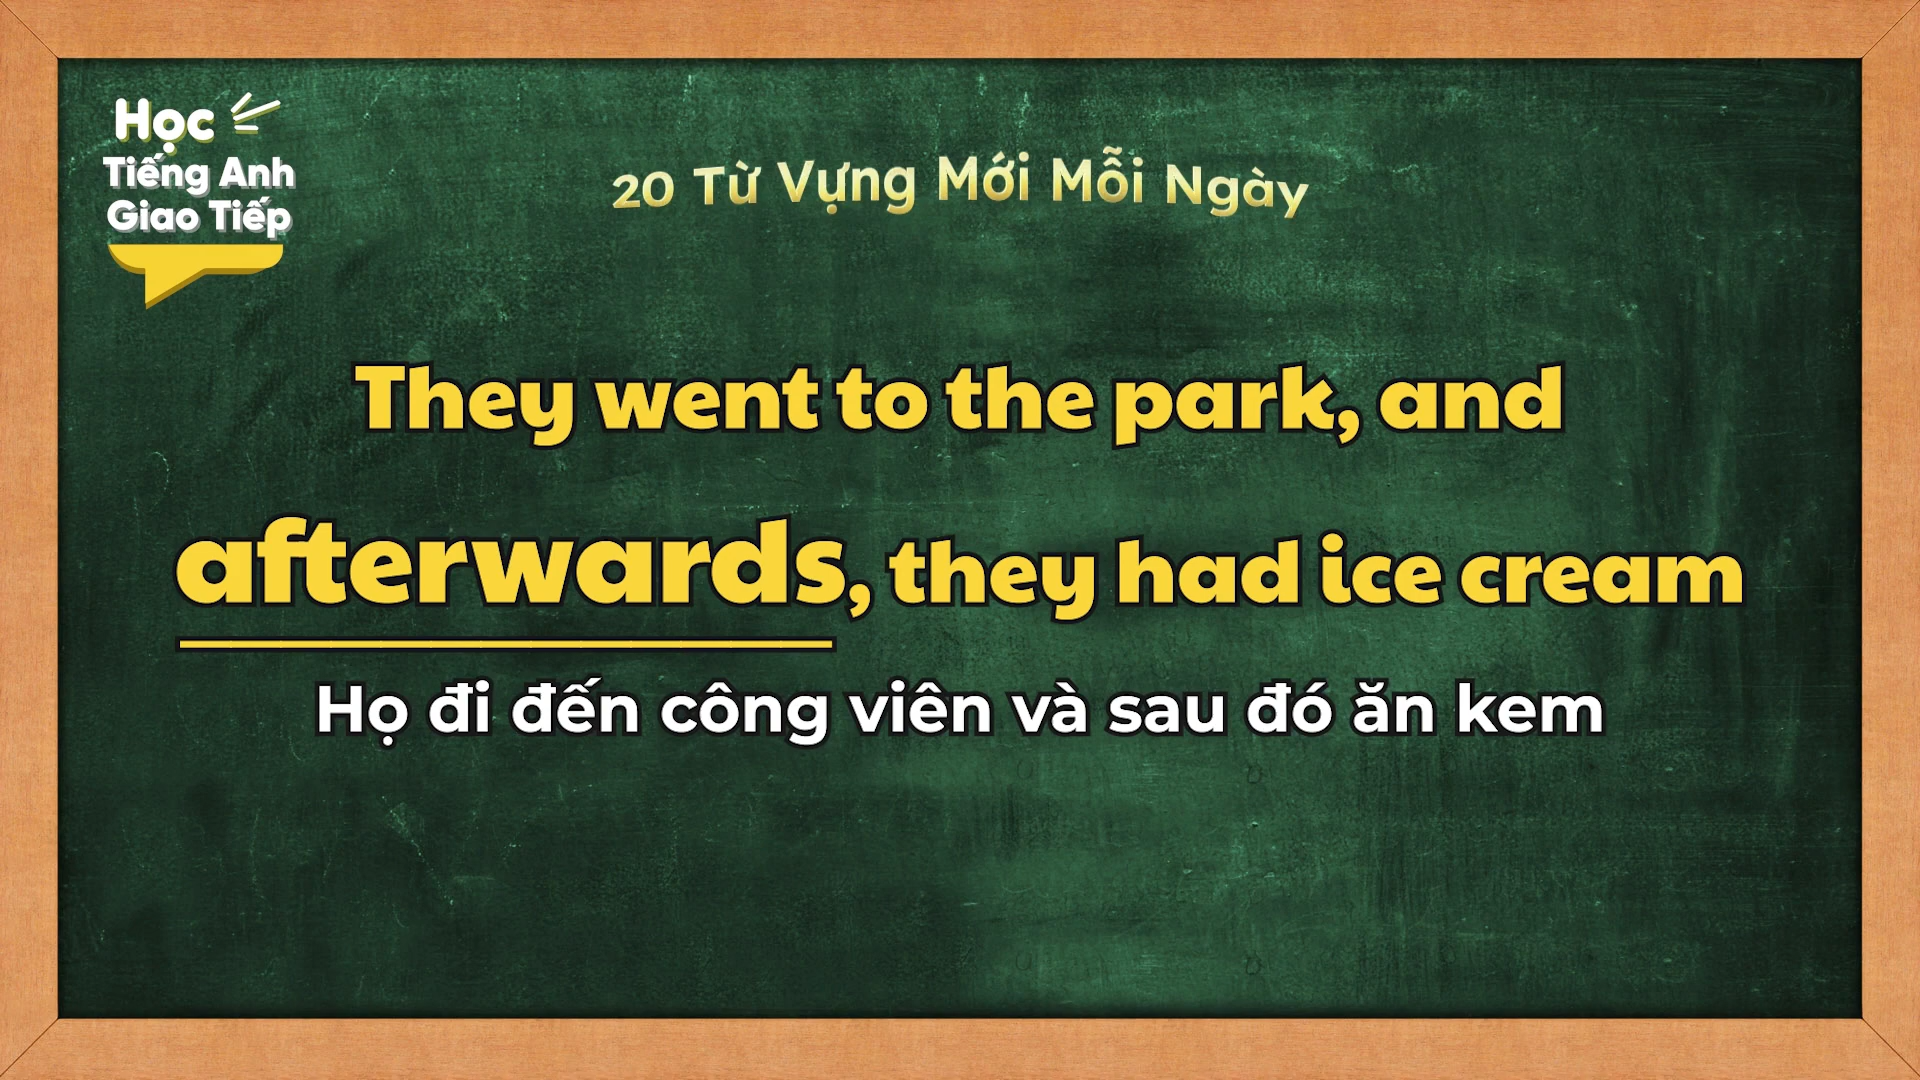 Học
Tiếng Anh
Giao Tiếp
20 Từ Vựng Mới Mỗi Ngày
They went to the park, and
afterwards, they had ice cream
Họ đi đến công viên và sau đó ăn kem